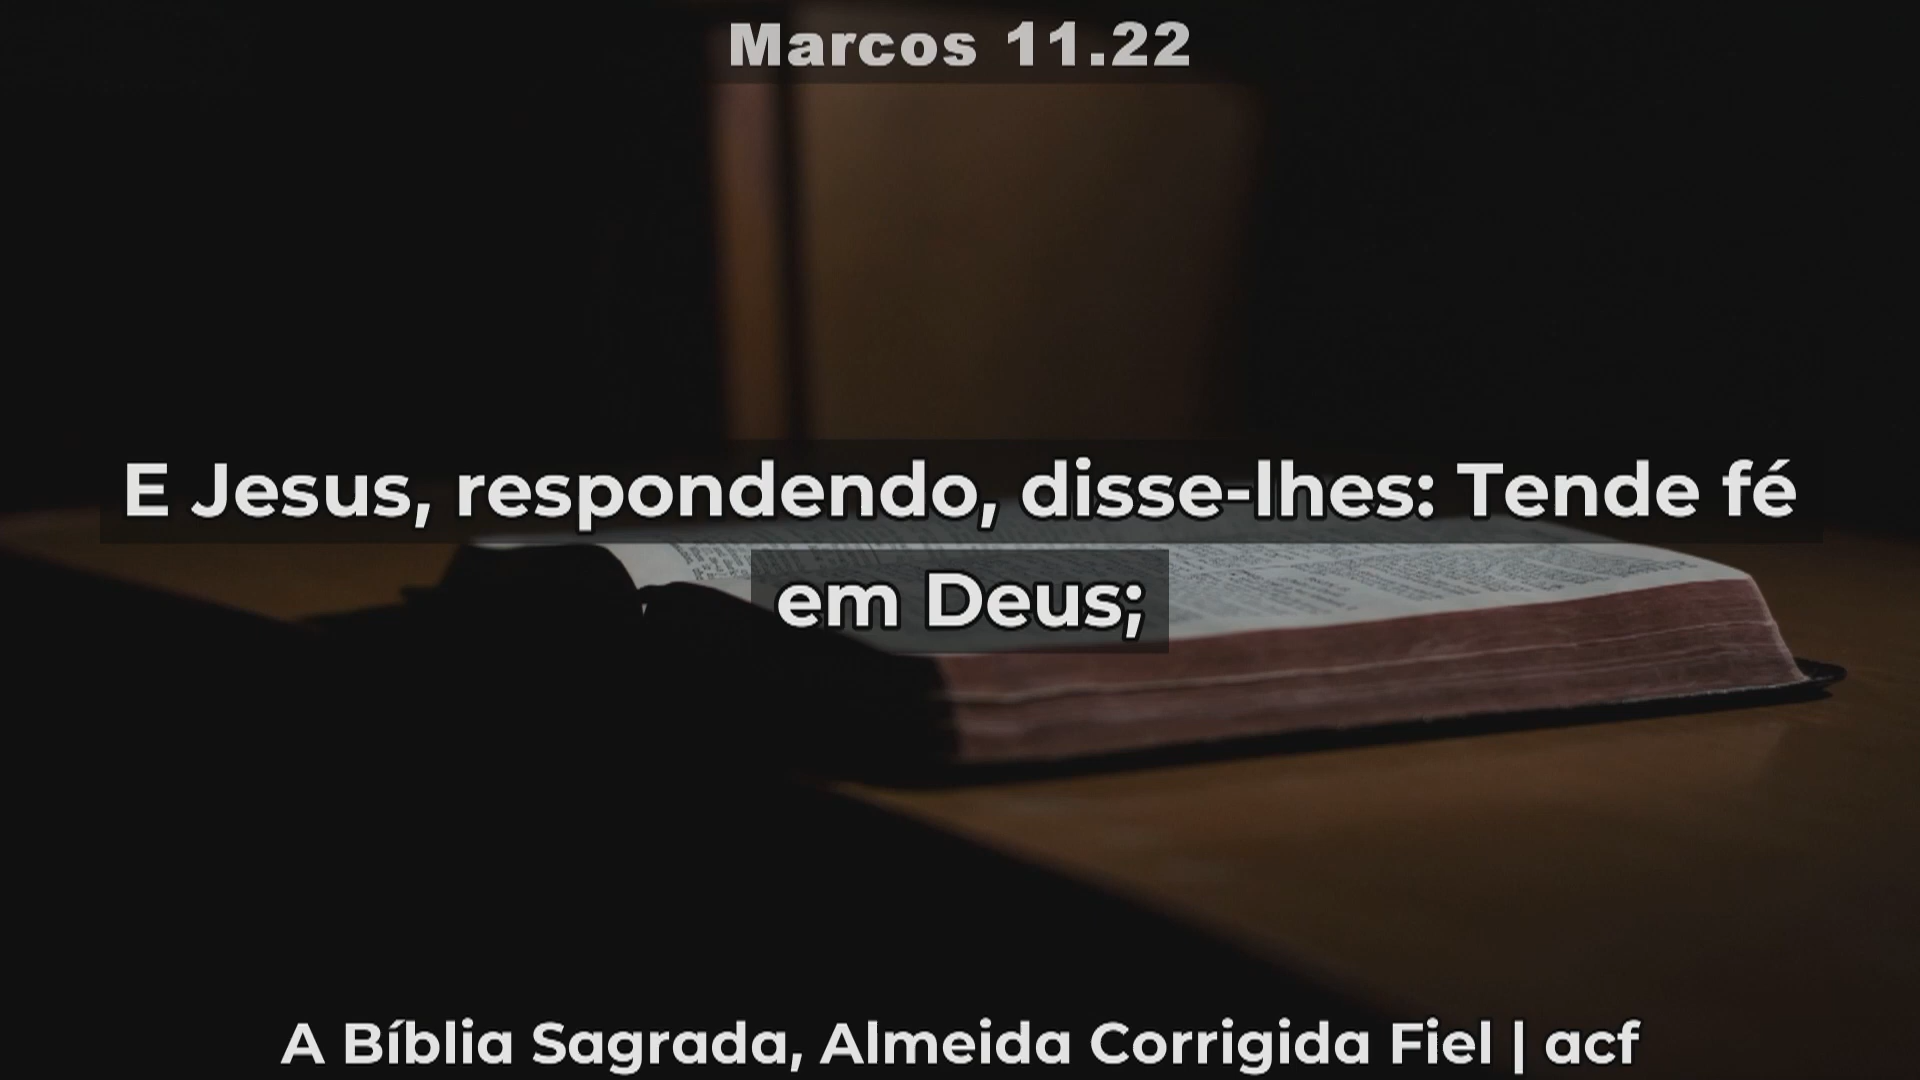 Marcos 11.22
E Jesus, respondendo, disse-lhes: Tende fé
em Deus;
A Bíblia Sagrada, Almeida Corrigida Fiel | acf